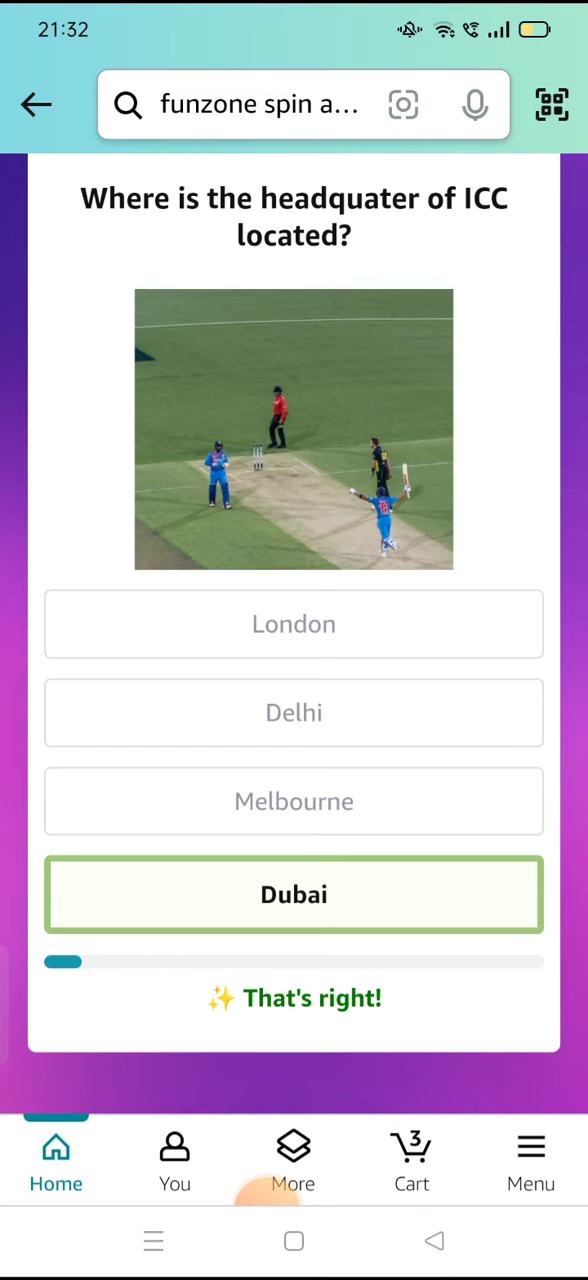 21:32
funzone spin a...
Where is the headquater of ICC
located?
London
Delhi
Melbourne
Dubai
✨ That's right!
3
Home
You
More
Cart
Menu